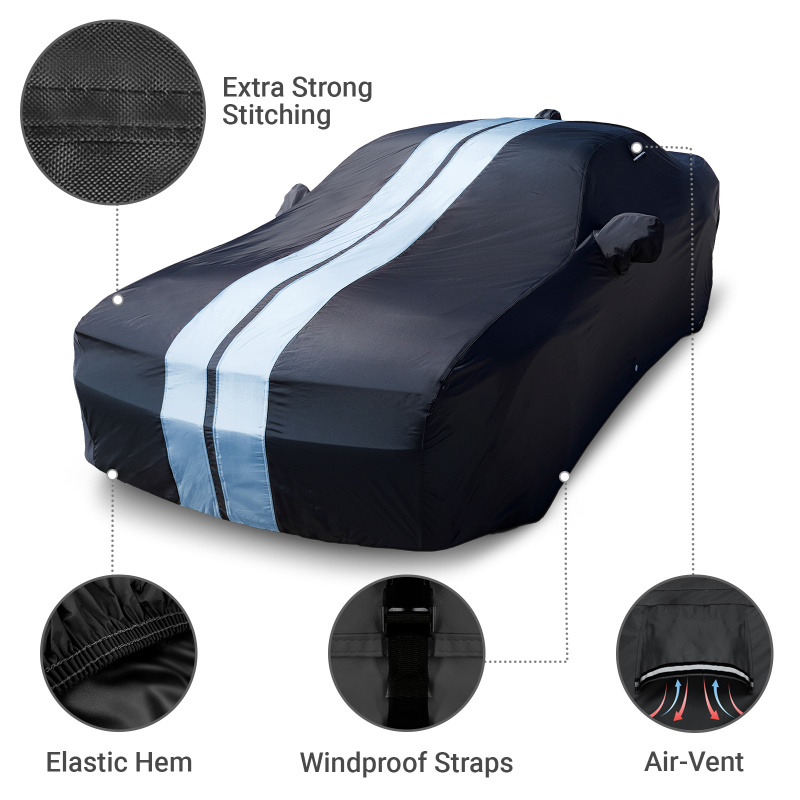 Extra Strong
Stitching
Elastic Hem
Windproof Straps
Air-Vent